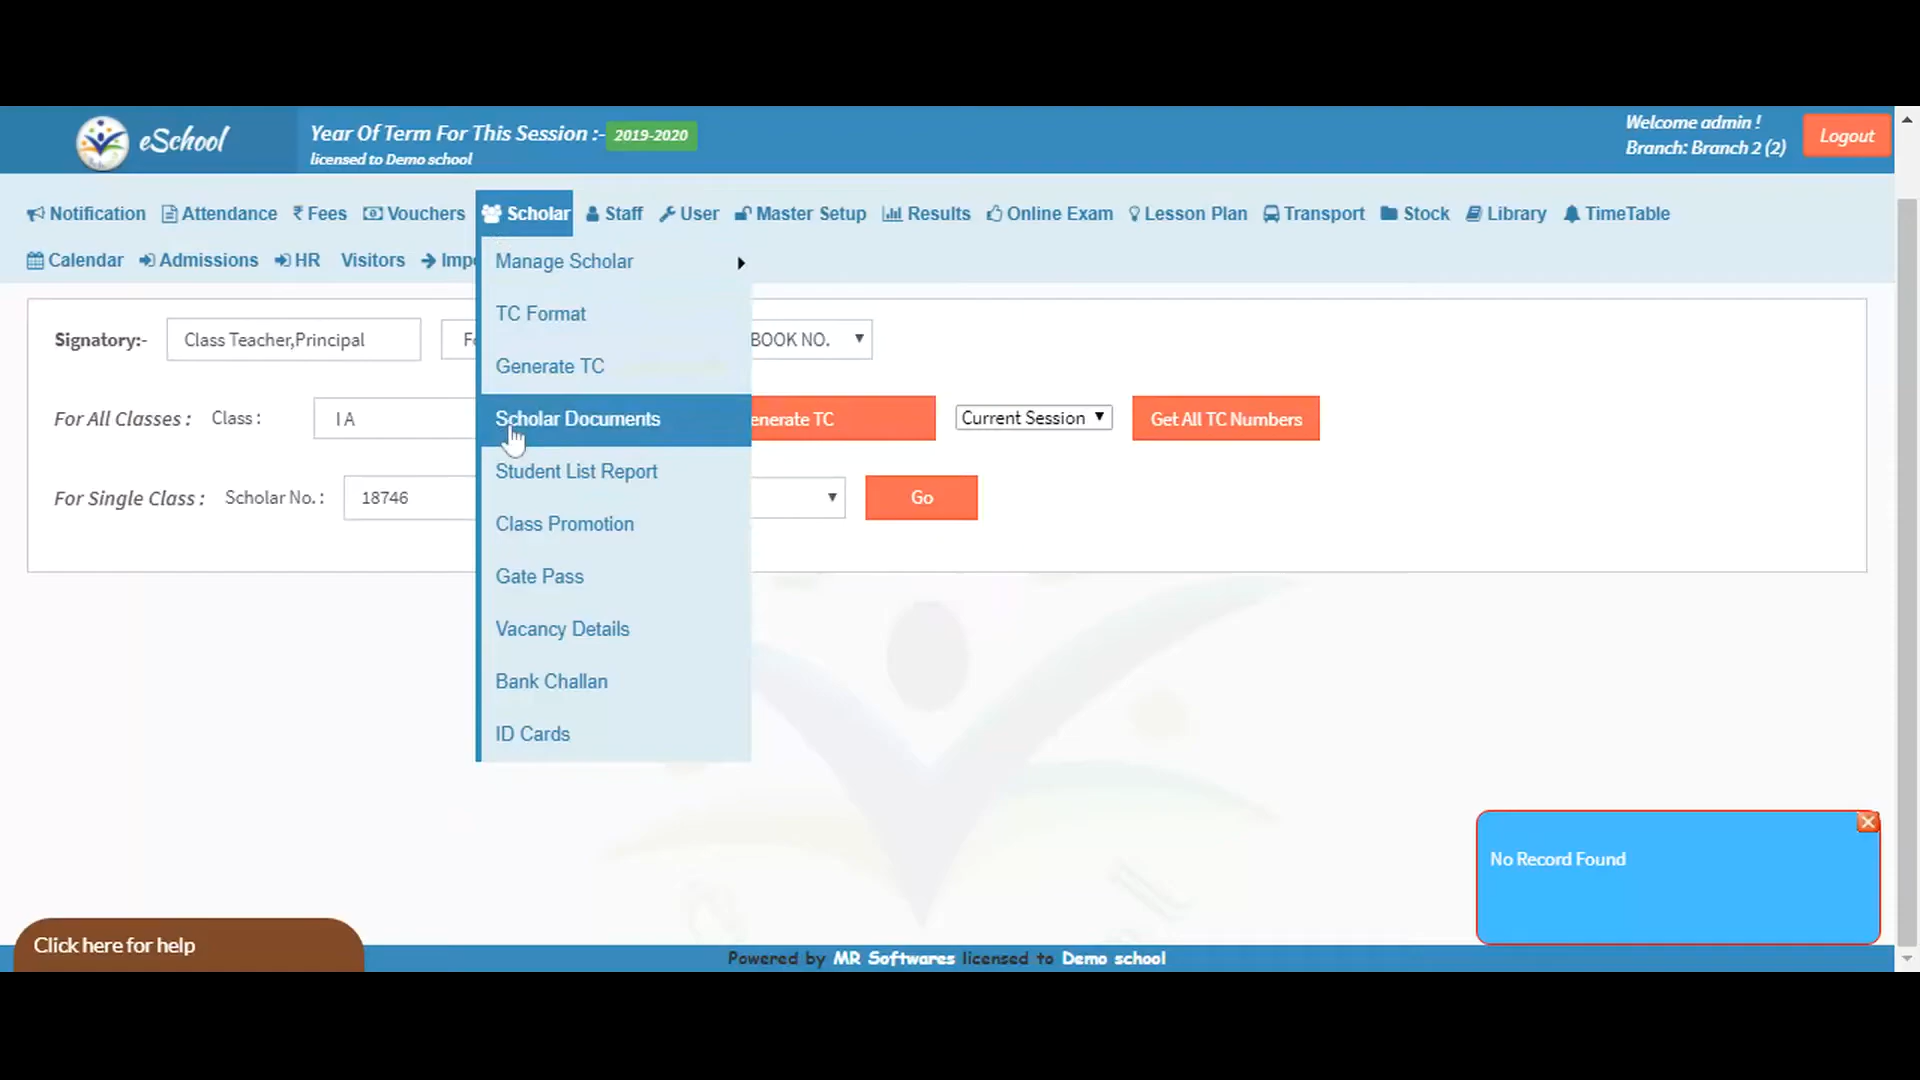 eSchool
Year Of Term For This Session :- 2019-2020
licensed to Demo school
Welcome admin !
Branch: Branch 2 (2)
Logout
Notification Attendance ₹ Fees Vouchers Scholar Staff User Master Setup Results Online Exam Lesson Plan Transport Stock Library TimeTable
Calendar Admissions HR Visitors
Manage Scholar
TC Format
Generate TC
Scholar Documents
Student List Report
Class Promotion
Gate Pass
Vacancy Details
Bank Challan
ID Cards
Signatory:- Class Teacher,Principal BOOK NO.
For All Classes : Class : I A TC Current Session Get All TC Numbers
For Single Class : Scholar No. : 18746 Go
No Record Found
Click here for help
Powered by MR Softwares licensed to Demo school